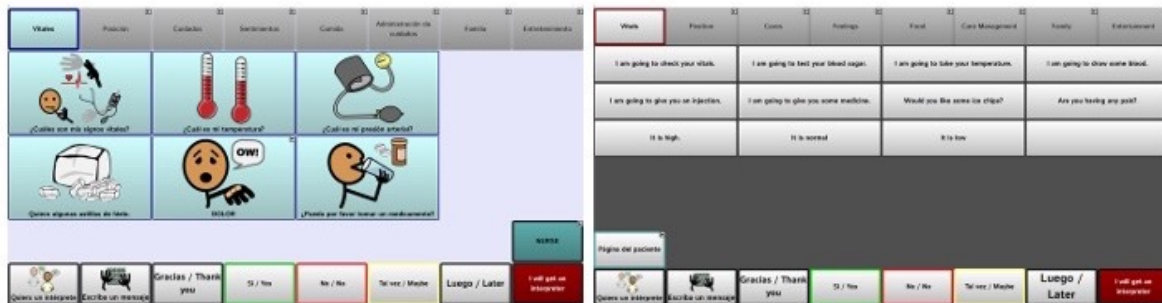 Vitales
Posición
Cuidados
Sentimientos
Comida
Administración de
cuidados
Familia
Entretenimiento
¿Cuáles son mis signos vitales?
¿Cuál es mi temperatura?
¿Cuál es mi presión arterial?
OW!
Quiero algunas astillas de hielo.
DOLOR
¿Puedo por favor tomar un medicamento?
NURSE
Quiero un intérprete
Escribo un mensaje
Gracias / Thank
you
Sí / Yes
No / No
Tal vez / Maybe
Luego / Later
I will get an
interpreter
Vitals
Position
Cares
Feelings
Food
Care Management
Family
Entertainment
I am going to check your vitals.
I am going to test your blood sugar.
I am going to take your temperature.
I am going to draw some blood.
I am going to give you an injection.
I am going to give you some medicine.
Would you like some ice chips?
Are you having any pain?
It is high.
It is normal
It is low
Página del paciente
Quiero un intérprete
Escribo un mensaje
Gracias / Thank
you
Sí / Yes
No / No
Tal vez / Maybe
Luego /
Later
I will get an
interpreter